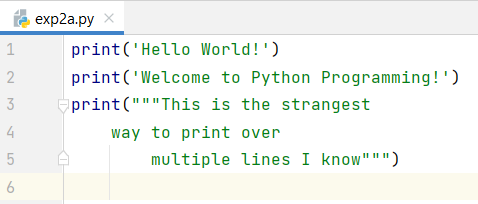 exp2a.py
1 print('Hello World!')
2 print('Welcome to Python Programming!')
3 print("""This is the strangest
4     way to print over
5         multiple lines I know""")
6